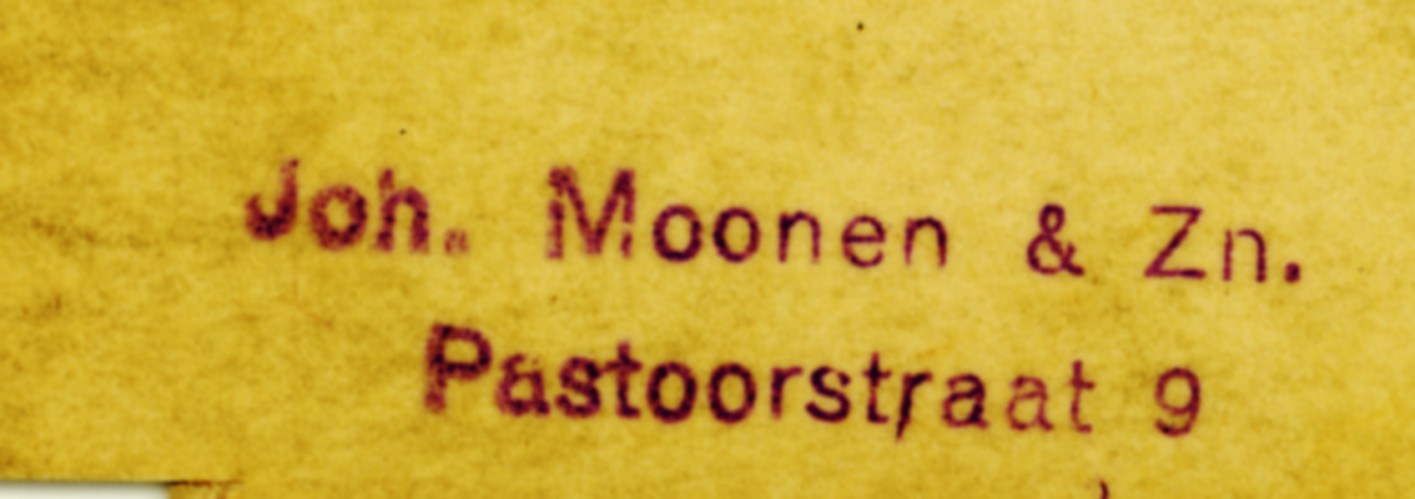 Joh. Moonen & Zn.
Pastoorstraat 9